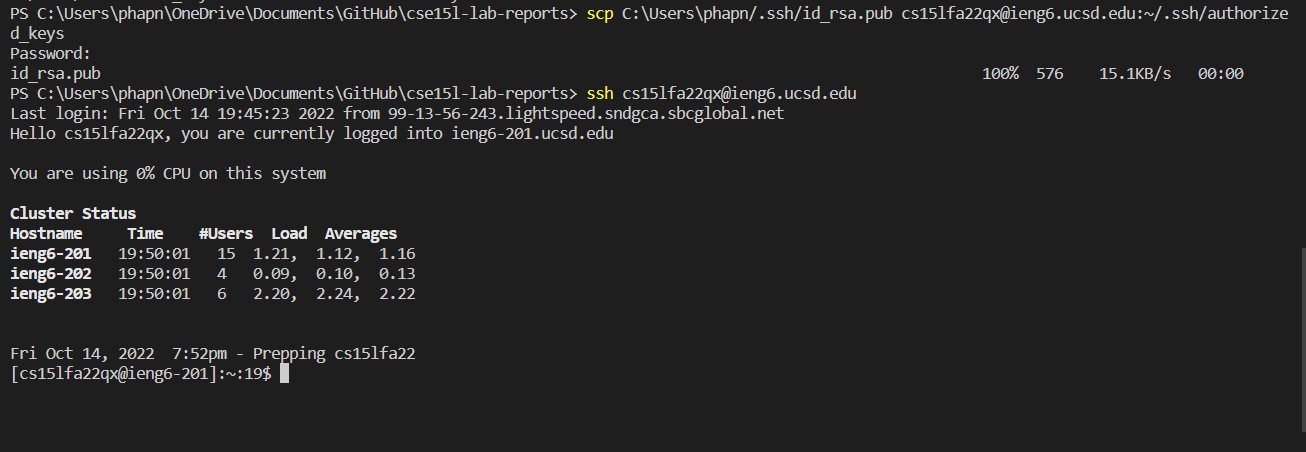 PS C:\Users\phapn\OneDrive\Documents\GitHub\cse15l-lab-reports> scp C:\Users\phapn/.ssh/id_rsa.pub cs15lfa22qx@ieng6.ucsd.edu:~/.ssh/authorize
d_keys
Password:
id_rsa.pub 100% 576 15.1KB/s 00:00
PS C:\Users\phapn\OneDrive\Documents\GitHub\cse15l-lab-reports> ssh cs15lfa22qx@ieng6.ucsd.edu
Last login: Fri Oct 14 19:45:23 2022 from 99-13-56-243.lightspeed.sndgca.sbcglobal.net
Hello cs15lfa22qx, you are currently logged into ieng6-201.ucsd.edu
You are using 0% CPU on this system
Cluster Status
Hostname Time #Users Load Averages
ieng6-201 19:50:01 15 1.21, 1.12, 1.16
ieng6-202 19:50:01 4 0.09, 0.10, 0.13
ieng6-203 19:50:01 6 2.20, 2.24, 2.22
Fri Oct 14, 2022 7:52pm - Prepping cs15lfa22
[cs15lfa22qx@ieng6-201]:~:19$